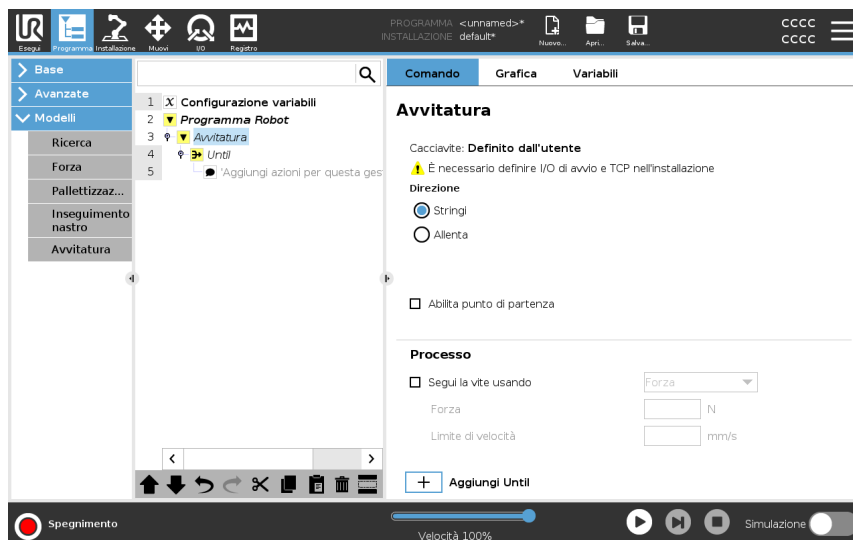 UR
Esegui
Programma
Installazione
Muovi
I/O
Registro
PROGRAMMA <unnamed>*
INSTALLAZIONE default*
Nuovo...
Apri...
Salva...
cccc
cccc
Base
Avanzate
Modelli
Ricerca
Forza
Pallettizzaz...
Inseguimento
nastro
Avvitatura
1 X Configurazione variabili
2 Programma Robot
3 Avvitatura
4 Until
5 'Aggiungi azioni per questa ges
Comando Grafica Variabili
Avvitatura
Cacciavite: Definito dall'utente
È necessario definire I/O di avvio e TCP nell'installazione
Direzione
Stringi
Allenta
Abilita punto di partenza
Processo
Segui la vite usando Forza
Forza N
Limite di velocità mm/s
+ Aggiungi Until
Spegnimento
Velocità 100%
Simulazione